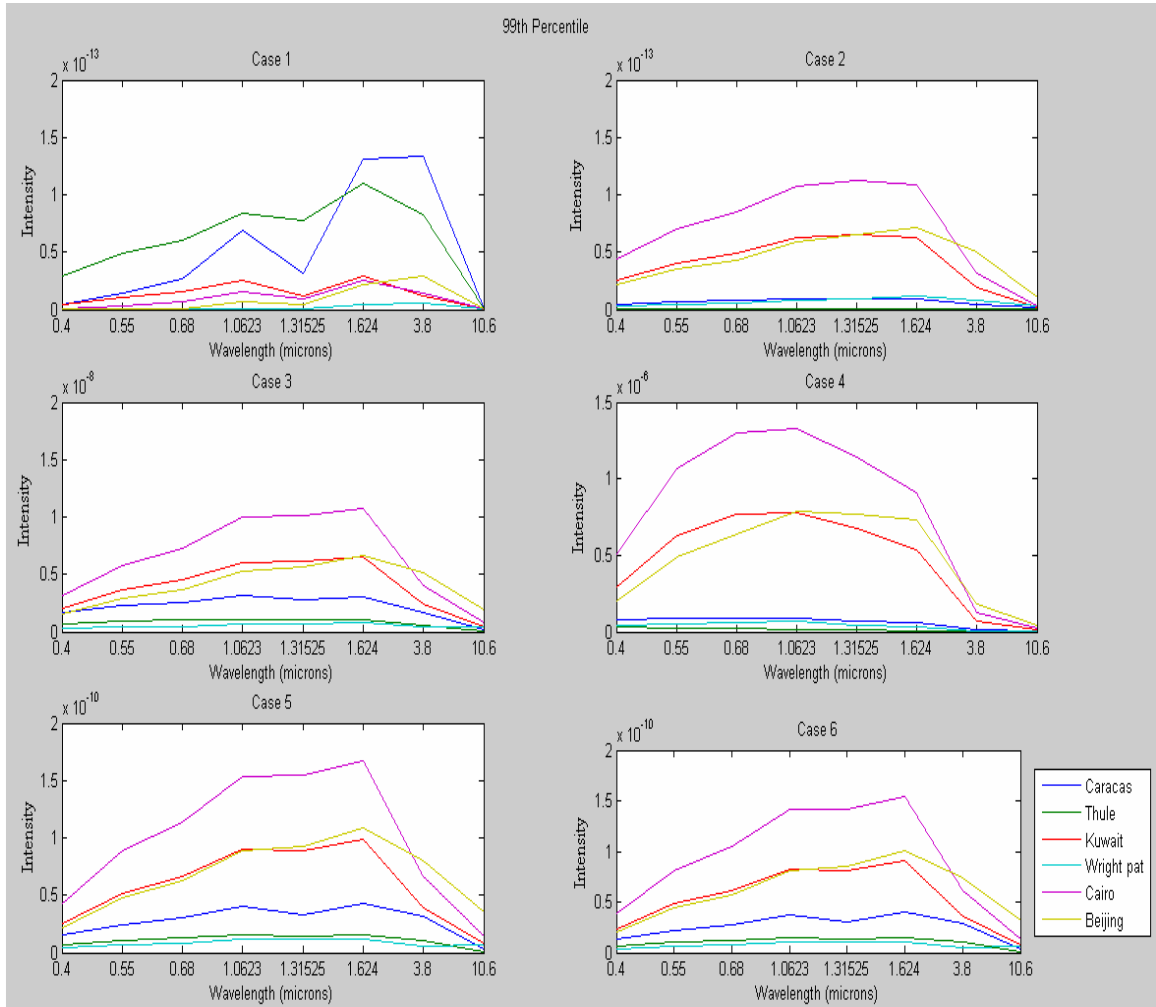 99th Percentile
x 10^-13
Case 1
2
1.5
1
0.5
0
Intensity
0.4 0.55 0.68 1.0623 1.31525 1.624 3.8 10.6
Wavelength (microns)
x 10^-13
Case 2
2
1.5
1
0.5
0
Intensity
0.4 0.55 0.68 1.0623 1.31525 1.624 3.8 10.6
Wavelength (microns)
x 10^-8
Case 3
2
1.5
1
0.5
0
Intensity
0.4 0.55 0.68 1.0623 1.31525 1.624 3.8 10.6
Wavelength (microns)
x 10^-6
Case 4
1.5
1
0.5
0
Intensity
0.4 0.55 0.68 1.0623 1.31525 1.624 3.8 10.6
Wavelength (microns)
x 10^-10
Case 5
2
1.5
1
0.5
0
Intensity
0.4 0.55 0.68 1.0623 1.31525 1.624 3.8 10.6
Wavelength (microns)
x 10^-10
Case 6
2
1.5
1
0.5
0
Intensity
0.4 0.55 0.68 1.0623 1.31525 1.624 3.8 10.6
Wavelength (microns)
Caracas
Thule
Kuwait
Wright pat
Cairo
Beijing